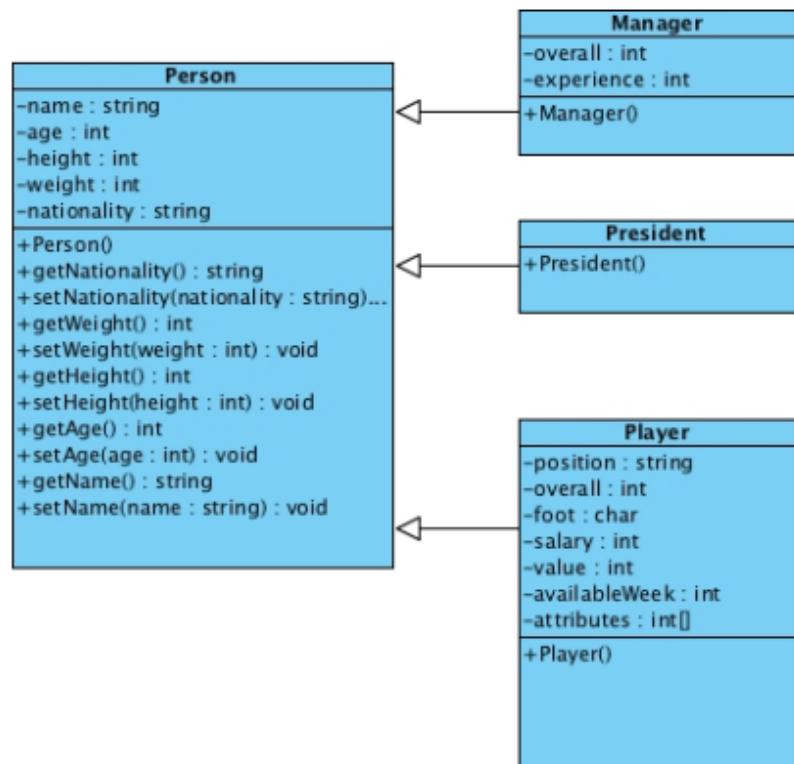 Person
-name : string
-age : int
-height : int
-weight : int
-nationality : string
+Person()
+getNationality() : string
+setNationality(nationality : string)...
+getWeight() : int
+setWeight(weight : int) : void
+getHeight() : int
+setHeight(height : int) : void
+getAge() : int
+setAge(age : int) : void
+getName() : string
+setName(name : string) : void
Manager
-overall : int
-experience : int
+Manager()
President
+President()
Player
-position : string
-overall : int
-foot : char
-salary : int
-value : int
-availableWeek : int
-attributes : int[]
+Player()